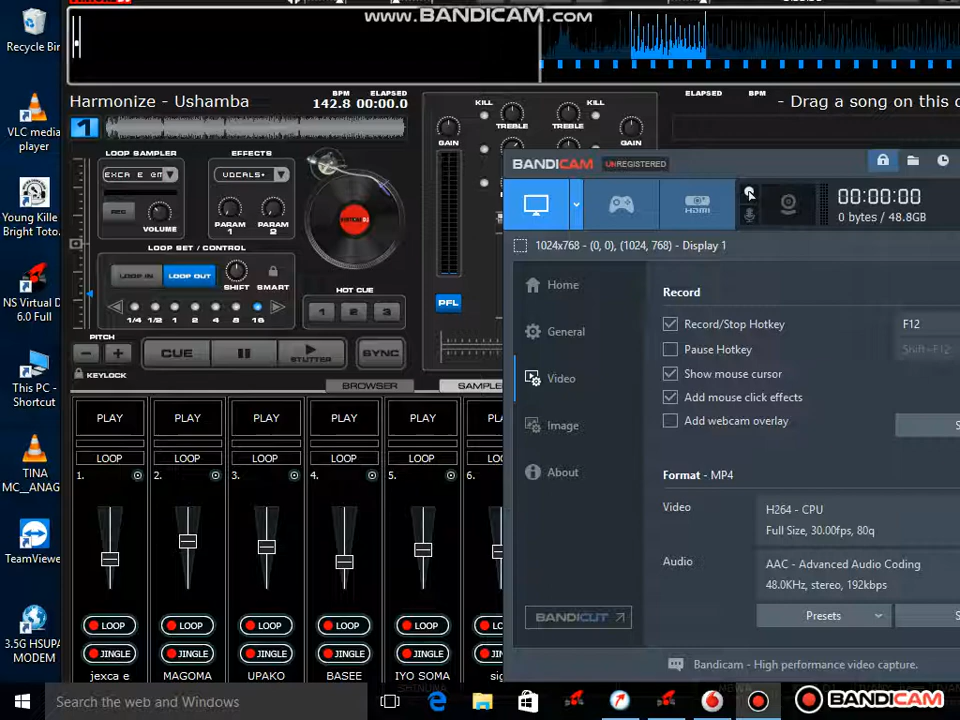 www.BANDICAM.com
Recycle Bin
VLC media
player
Young Kille
Bright Toto...
NS Virtual D
6.0 Full
This PC -
Shortcut
TINA
MC__ANAG
TeamViewe
3.5G HSUPA
MODEM
Harmonize - Ushamba
BPM
ELAPSED
142.8 00:00.0
1
LOOP SAMPLER
EFFECTS
VOCALS+
REC
VOLUME
PARAM
1
PARAM
2
LOOP SET / CONTROL
LOOP IN
LOOP OUT
SHIFT
SMART
1/4 1/2 1 2 4 8 16
HOT CUE
1 2 3
PITCH
KEYLOCK
CUE
STUTTER
SYNC
KILL
TREBLE
GAIN
PFL
KILL
TREBLE
GAIN
ELAPSED
BPM
- Drag a song on this
BROWSER
SAMPLE
PLAY PLAY PLAY PLAY PLAY
LOOP LOOP LOOP LOOP LOOP
1. 2. 3. 4. 5. 6.
LOOP LOOP LOOP LOOP LOOP LO
JINGLE JINGLE JINGLE JINGLE JINGLE JIN
jexca e MAGOMA UPAKO BASEE IYO SOMA
BANDICAM UNREGISTERED
HDMI
00:00:00
0 bytes / 48.8GB
1024x768 - (0, 0), (1024, 768) - Display 1
Home
General
Video
Image
About
BANDICUT
Record
Record/Stop Hotkey
F12
Pause Hotkey
Shift+F12
Show mouse cursor
Add mouse click effects
Add webcam overlay
S
Format - MP4
Video
H264 - CPU
Full Size, 30.00fps, 80q
Audio
AAC - Advanced Audio Coding
48.0KHz, stereo, 192kbps
Presets
S
Bandicam - High performance video capture.
Search the web and Windows
BANDICAM